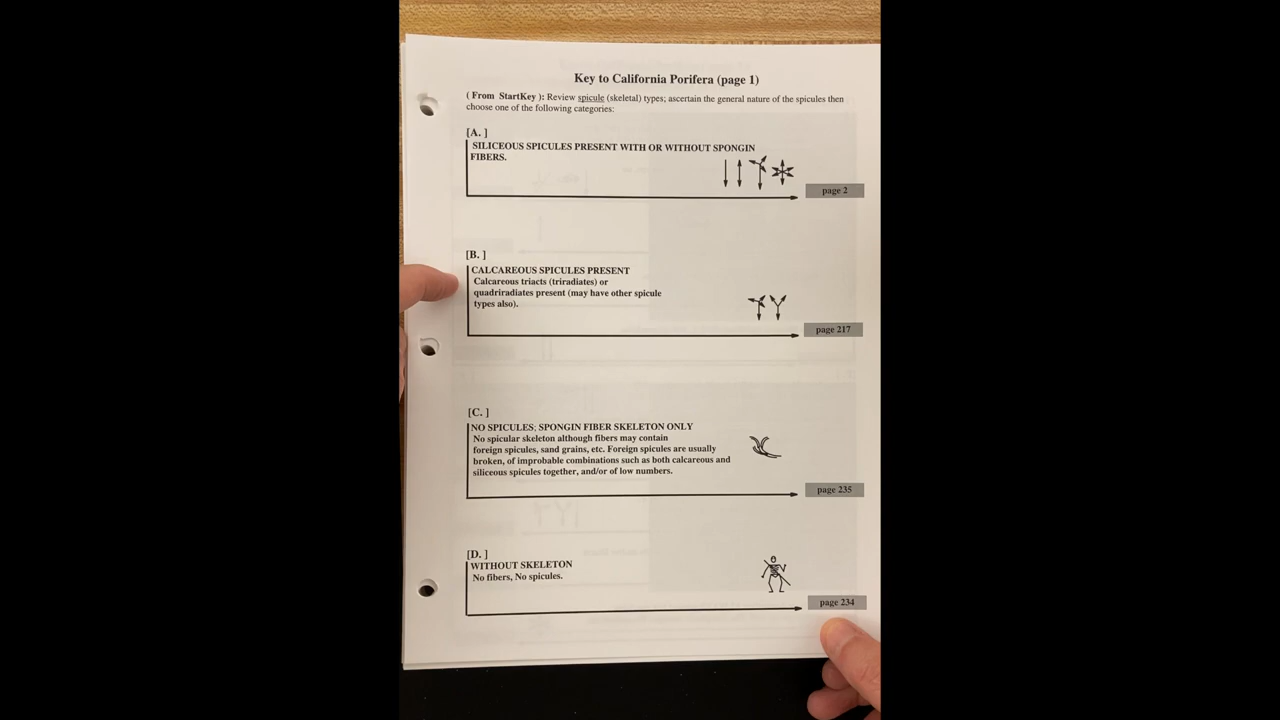 Key to California Porifera (page 1)
( From StartKey ): Review spicule (skeletal) types; ascertain the general nature of the spicules then
choose one of the following categories:
[A. ]
SILICEOUS SPICULES PRESENT WITH OR WITHOUT SPONGIN
FIBERS.
page 2
[B. ]
CALCAREOUS SPICULES PRESENT
Calcareous triacts (triradiates) or
quadriradiates present (may have other spicule
types also).
page 217
[C. ]
NO SPICULES; SPONGIN FIBER SKELETON ONLY
No spicular skeleton although fibers may contain
foreign spicules, sand grains, etc. Foreign spicules are usually
broken, of improbable combinations such as both calcareous and
siliceous spicules together, and/or of low numbers.
page 235
[D. ]
WITHOUT SKELETON
No fibers, No spicules.
page 234